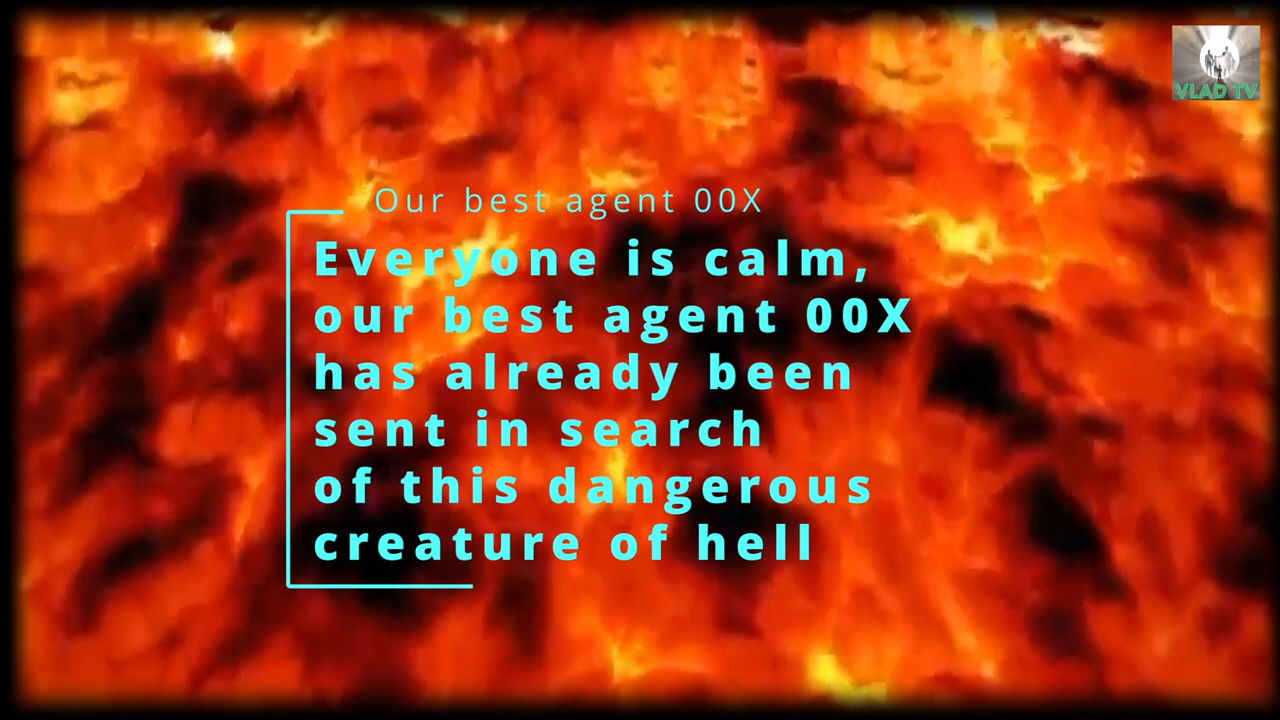 VLAD TV
Our best agent 00X
Everyone is calm,
our best agent 00X
has already been
sent in search
of this dangerous
creature of hell